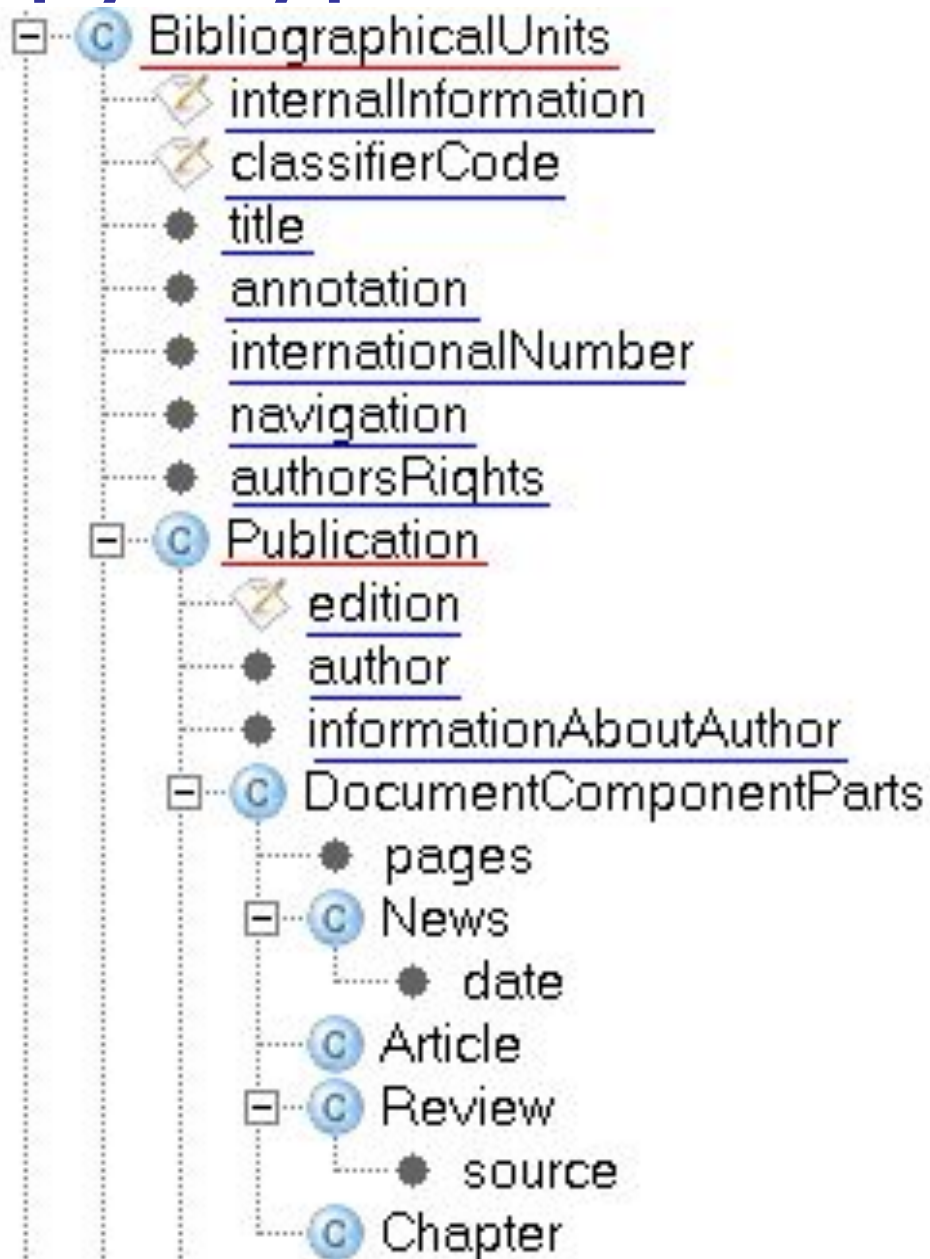 BibliographicalUnits
internalInformation
classifierCode
title
annotation
internationalNumber
navigation
authorsRights
Publication
edition
author
informationAboutAuthor
DocumentComponentParts
pages
News
date
Article
Review
source
Chapter